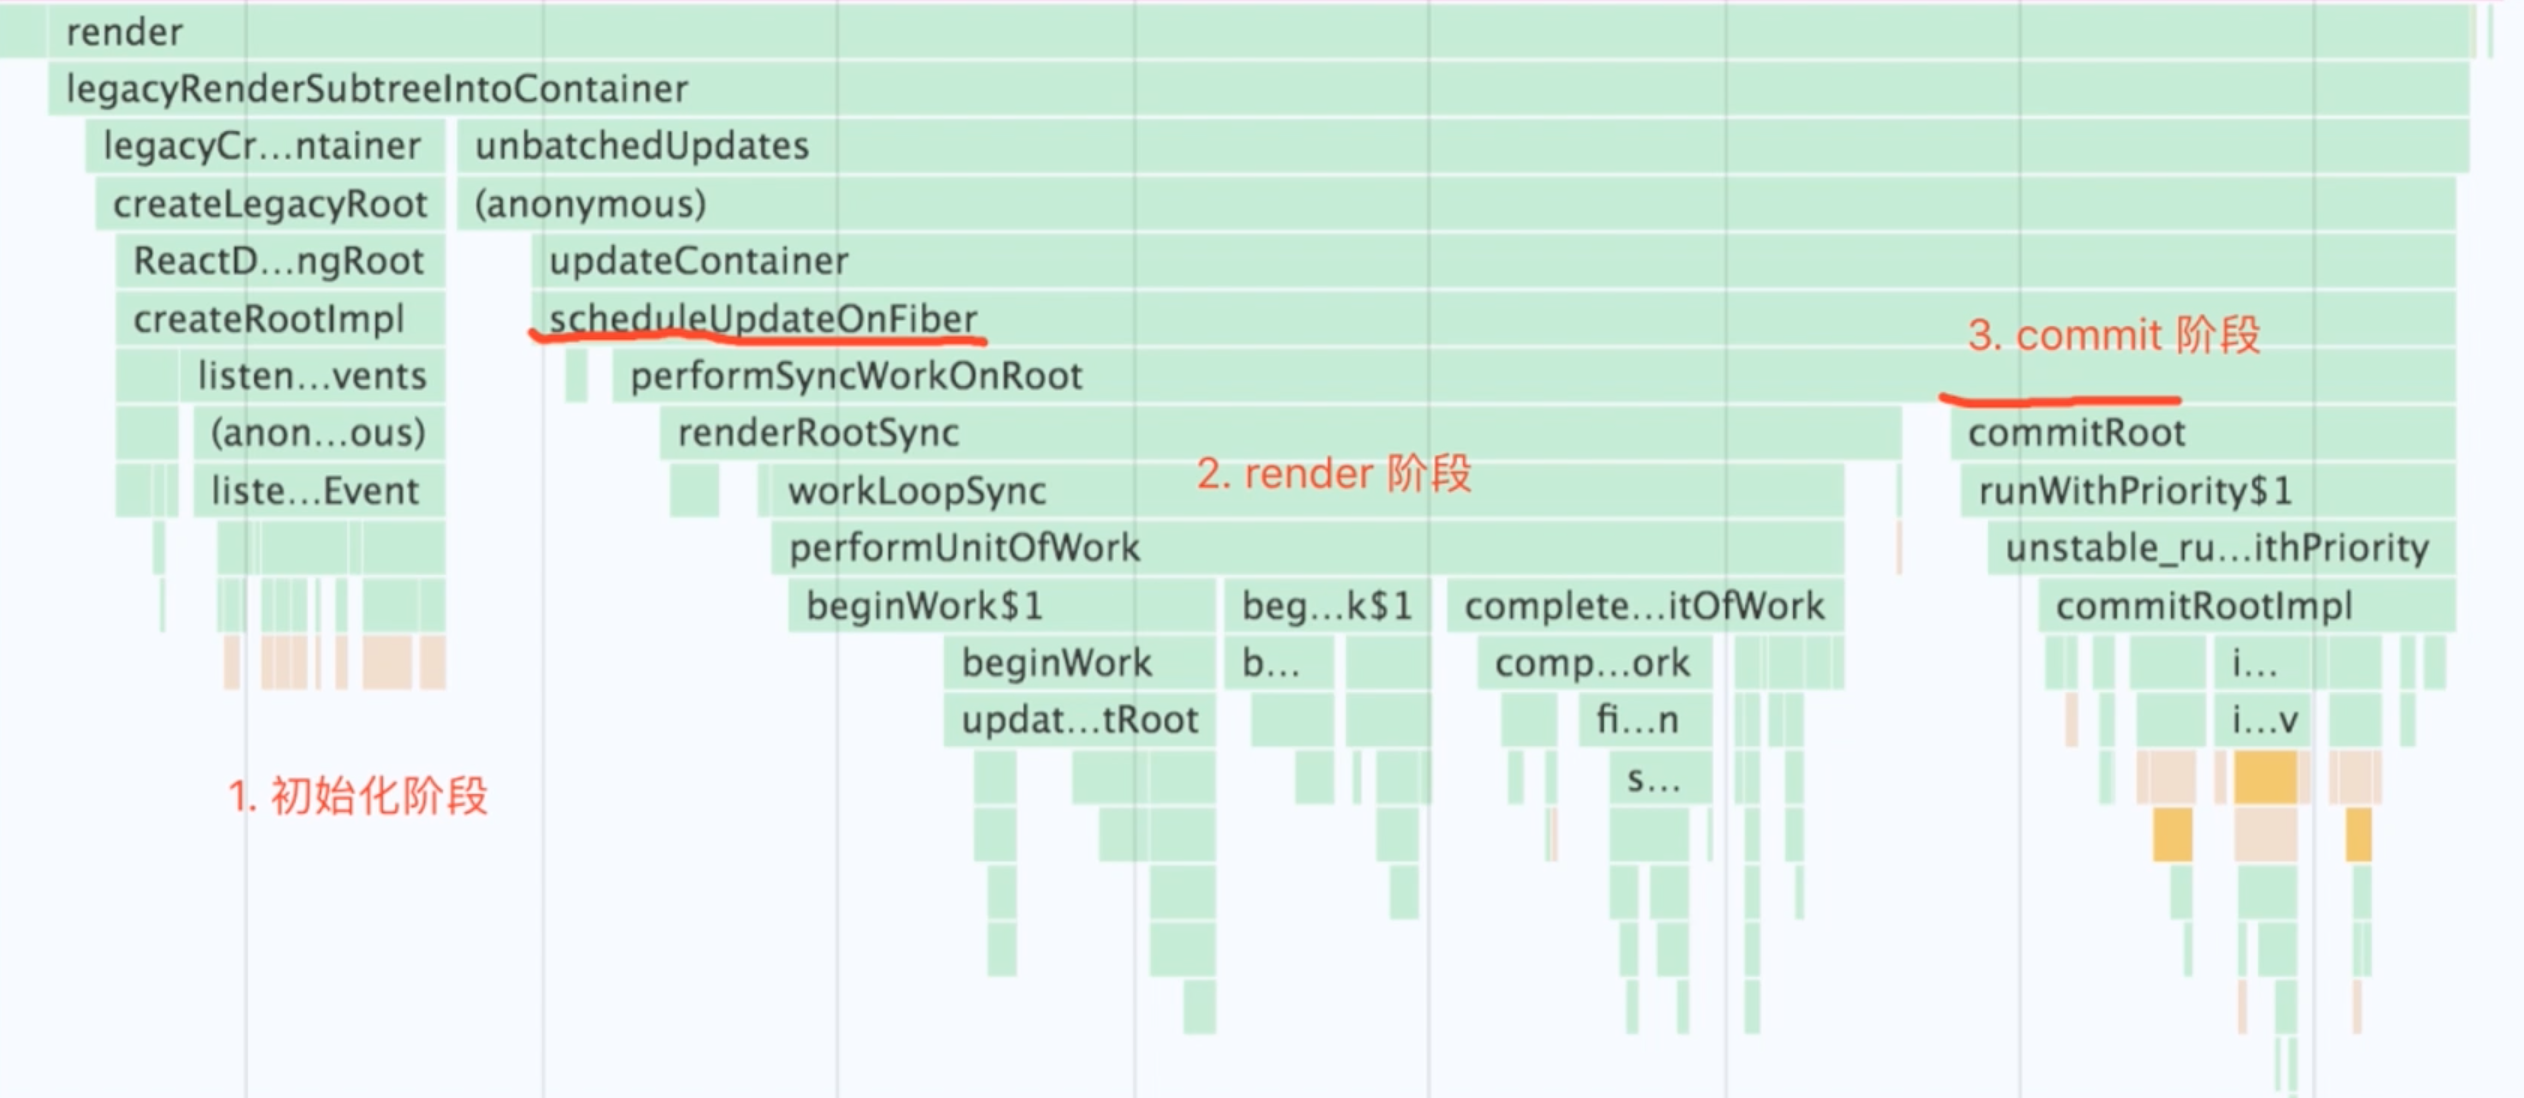 render
legacyRenderSubtreeIntoContainer
legacyCr...ntainer
unbatchedUpdates
createLegacyRoot
(anonymous)
ReactD...ngRoot
updateContainer
createRootImpl
scheduleUpdateOnFiber
3. commit 阶段
listen...vents
performSyncWorkOnRoot
(anon...ous)
renderRootSync
commitRoot
2. render 阶段
liste...Event
workLoopSync
runWithPriority$1
performUnitOfWork
unstable_ru...ithPriority
beginWork$1
beg...k$1
complete...itOfWork
commitRootImpl
beginWork
b...
comp...ork
i...
updat...tRoot
fi...n
i...v
s...
1. 初始化阶段